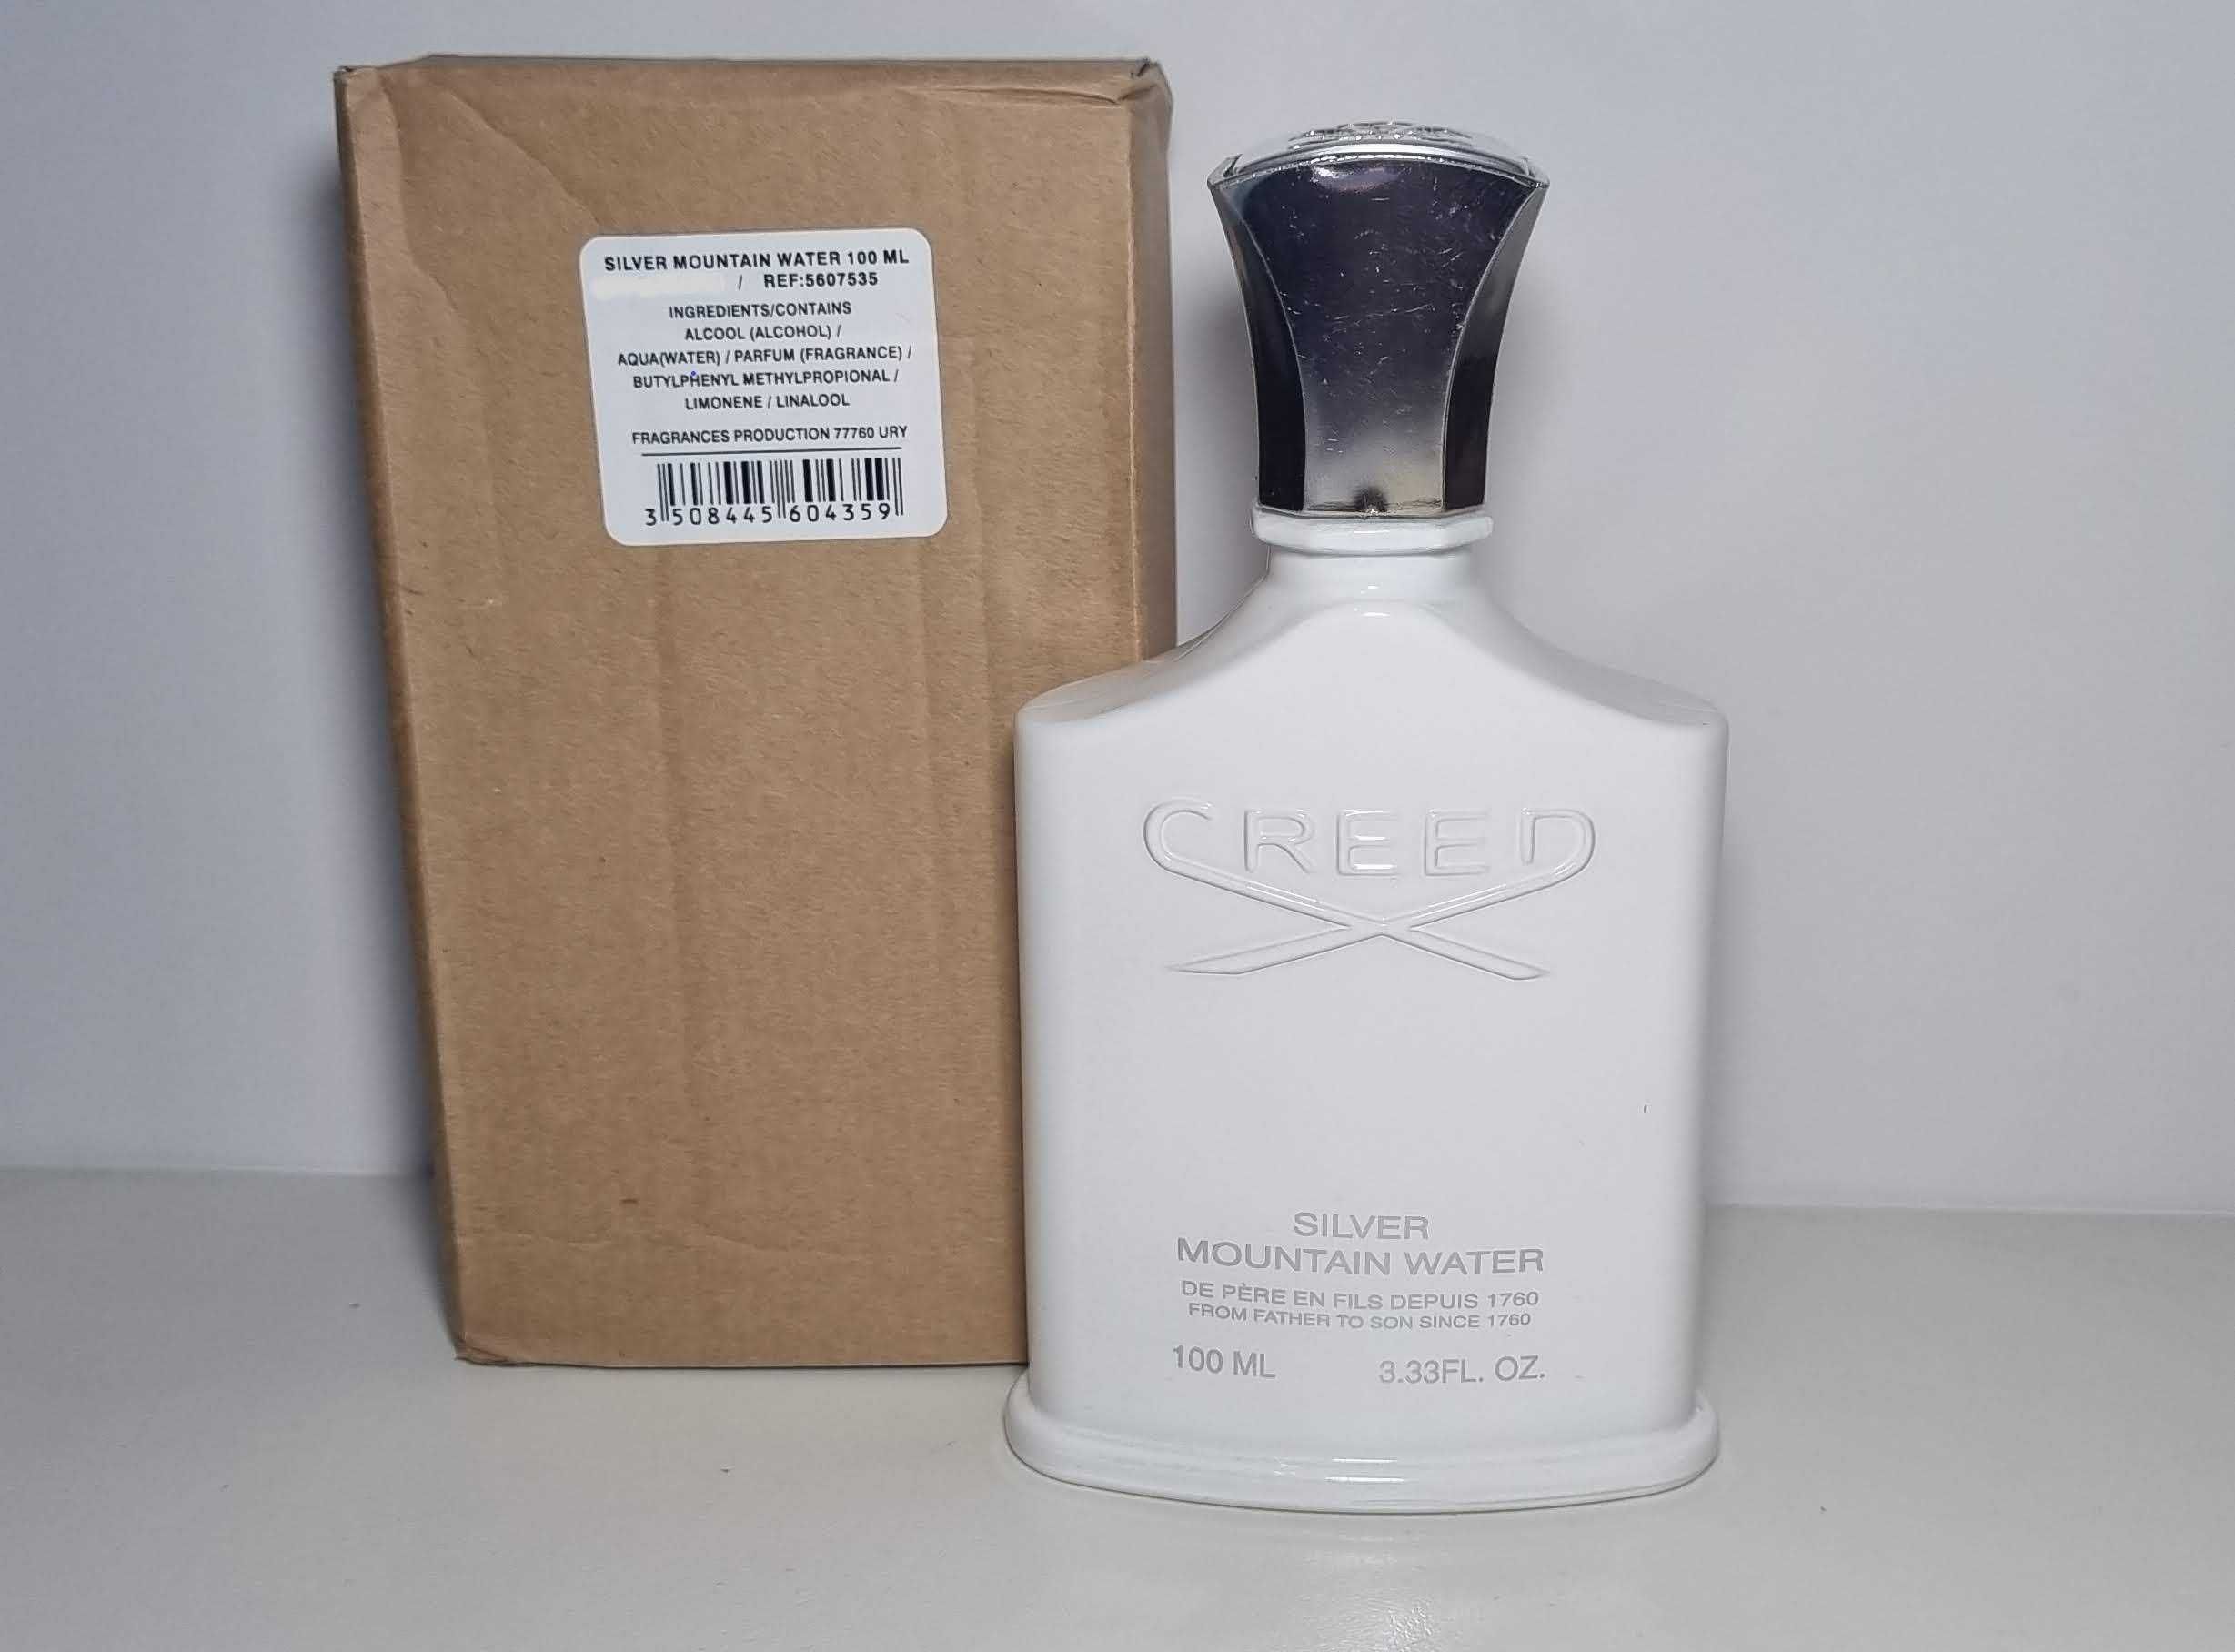 SILVER MOUNTAIN WATER 100 ML
/ REF:5607535
INGREDIENTS/CONTAINS
ALCOOL (ALCOHOL) /
AQUA(WATER) / PARFUM (FRAGRANCE) /
BUTYLPHENYL METHYLPROPIONAL /
LIMONENE / LINALOOL
FRAGRANCES PRODUCTION 77760 URY
3 508445 604359
CREED
SILVER
MOUNTAIN WATER
DE PÈRE EN FILS DEPUIS 1760
FROM FATHER TO SON SINCE 1760
100 ML 3.33FL. OZ.